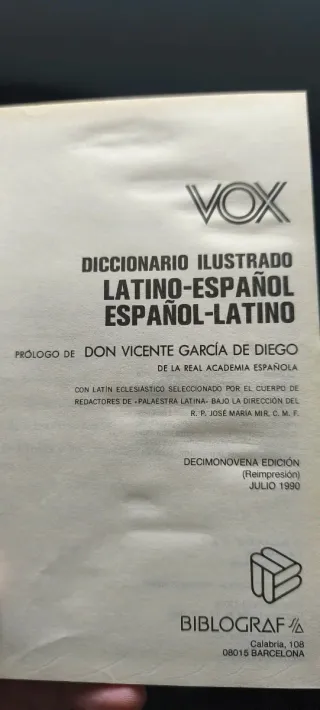 VOX
DICCIONARIO ILUSTRADO
LATINO-ESPAÑOL
ESPAÑOL-LATINO
PRÓLOGO DE DON VICENTE GARCÍA DE DIEGO
DE LA REAL ACADEMIA ESPAÑOLA
CON LATÍN ECLESIÁSTICO SELECCIONADO POR EL CUERPO DE
REDACTORES DE «PALAESTRA LATINA» BAJO LA DIRECCIÓN DEL
R. P. JOSÉ MARÍA MIR, C. M. F.
DECIMONOVENA EDICIÓN
(Reimpresión)
JULIO 1990
BIBLOGRAF S/A
Calabria, 108
08015 BARCELONA